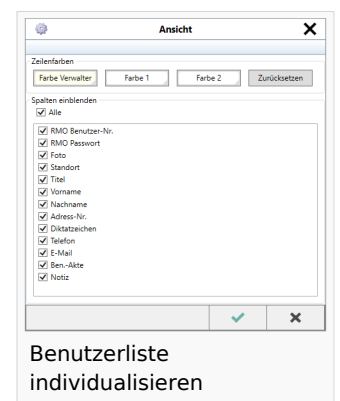 Ansicht
Zeilenfarben
Farbe Verwalter Farbe 1 Farbe 2 Zurücksetzen
Spalten einblenden
Alle
RMO Benutzer-Nr.
RMO Passwort
Foto
Standort
Titel
Vorname
Nachname
Adress-Nr.
Diktatzeichen
Telefon
E-Mail
Ben.-Akte
Notiz
Benutzerliste
individualisieren